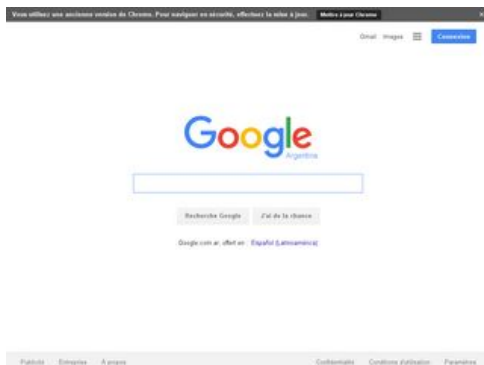 Vous utilisez une ancienne version de Chrome. Pour naviguer en sécurité, effectuez la mise à jour. Mettre à jour Chrome ×
Gmail Images Connexion
Google
Argentina
Recherche Google J'ai de la chance
Google.com.ar, offert en : Español (Latinoamérica)
Publicité Entreprise À propos Confidentialité Conditions d'utilisation Paramètres